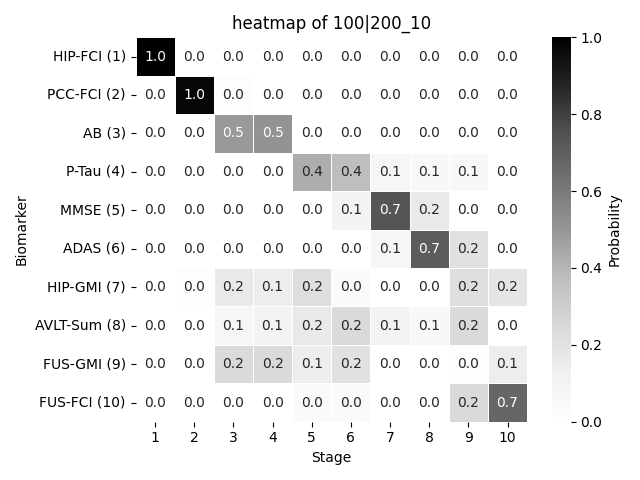 heatmap of 100|200_10
HIP-FCI (1) 1.0 0.0 0.0 0.0 0.0 0.0 0.0 0.0 0.0 0.0
PCC-FCI (2) 0.0 1.0 0.0 0.0 0.0 0.0 0.0 0.0 0.0 0.0
AB (3) 0.0 0.0 0.5 0.5 0.0 0.0 0.0 0.0 0.0 0.0
P-Tau (4) 0.0 0.0 0.0 0.0 0.4 0.4 0.1 0.1 0.1 0.0
MMSE (5) 0.0 0.0 0.0 0.0 0.0 0.1 0.7 0.2 0.0 0.0
ADAS (6) 0.0 0.0 0.0 0.0 0.0 0.0 0.1 0.7 0.2 0.0
HIP-GMI (7) 0.0 0.0 0.2 0.1 0.2 0.0 0.0 0.0 0.2 0.2
AVLT-Sum (8) 0.0 0.0 0.1 0.1 0.2 0.2 0.1 0.1 0.2 0.0
FUS-GMI (9) 0.0 0.0 0.2 0.2 0.1 0.2 0.0 0.0 0.0 0.1
FUS-FCI (10) 0.0 0.0 0.0 0.0 0.0 0.0 0.0 0.0 0.2 0.7
1 2 3 4 5 6 7 8 9 10
Stage
Biomarker
1.0
0.8
0.6
0.4
0.2
0.0
Probability